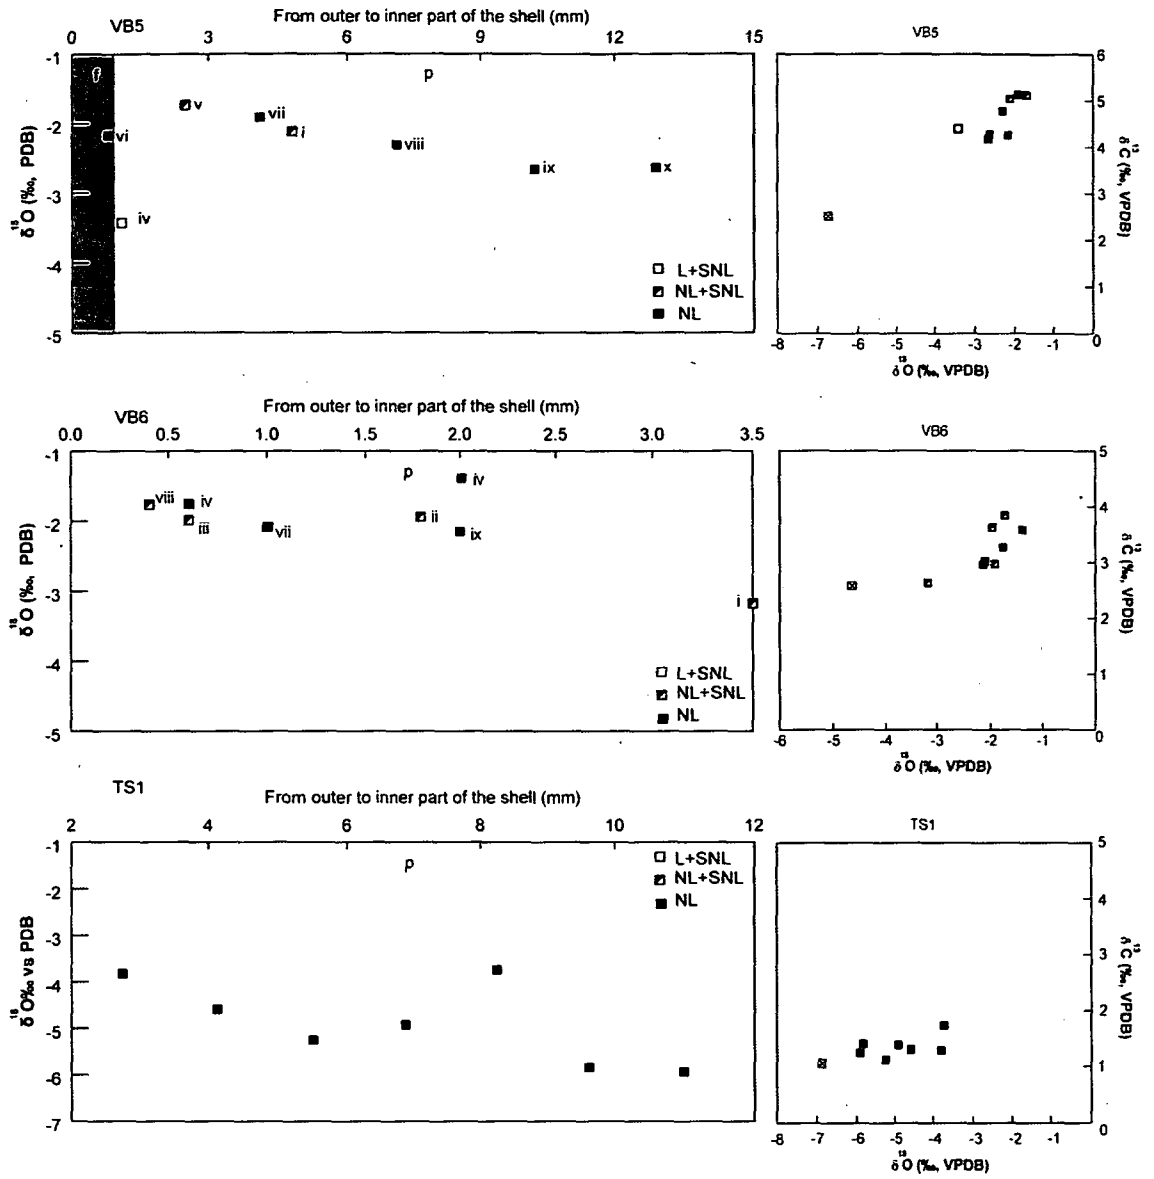 From outer to inner part of the shell (mm)
VB5
0 3 6 9 12 15
-1
-2
-3
-4
-5
δ18O (‰, PDB)
f
p
vi
iv
v
vii
i
viii
ix
x
L+SNL
NL+SNL
NL
VB5
6
5
4
3
2
1
0
δ13C (‰, VPDB)
-8 -7 -6 -5 -4 -3 -2 -1
δ18O (‰, VPDB)
From outer to inner part of the shell (mm)
VB6
0.0 0.5 1.0 1.5 2.0 2.5 3.0 3.5
-1
-2
-3
-4
-5
δ18O (‰, PDB)
p
viii
iv
iii
vii
ii
iv
ix
i
L+SNL
NL+SNL
NL
VB6
5
4
3
2
1
0
δ13C (‰, VPDB)
-6 -5 -4 -3 -2 -1
δ18O (‰, VPDB)
TS1
From outer to inner part of the shell (mm)
2 4 6 8 10 12
-1
-2
-3
-4
-5
-6
-7
δ18O‰ vs PDB
p
L+SNL
NL+SNL
NL
TS1
5
4
3
2
1
0
δ13C (‰, VPDB)
-8 -7 -6 -5 -4 -3 -2 -1
δ18O (‰, VPDB)